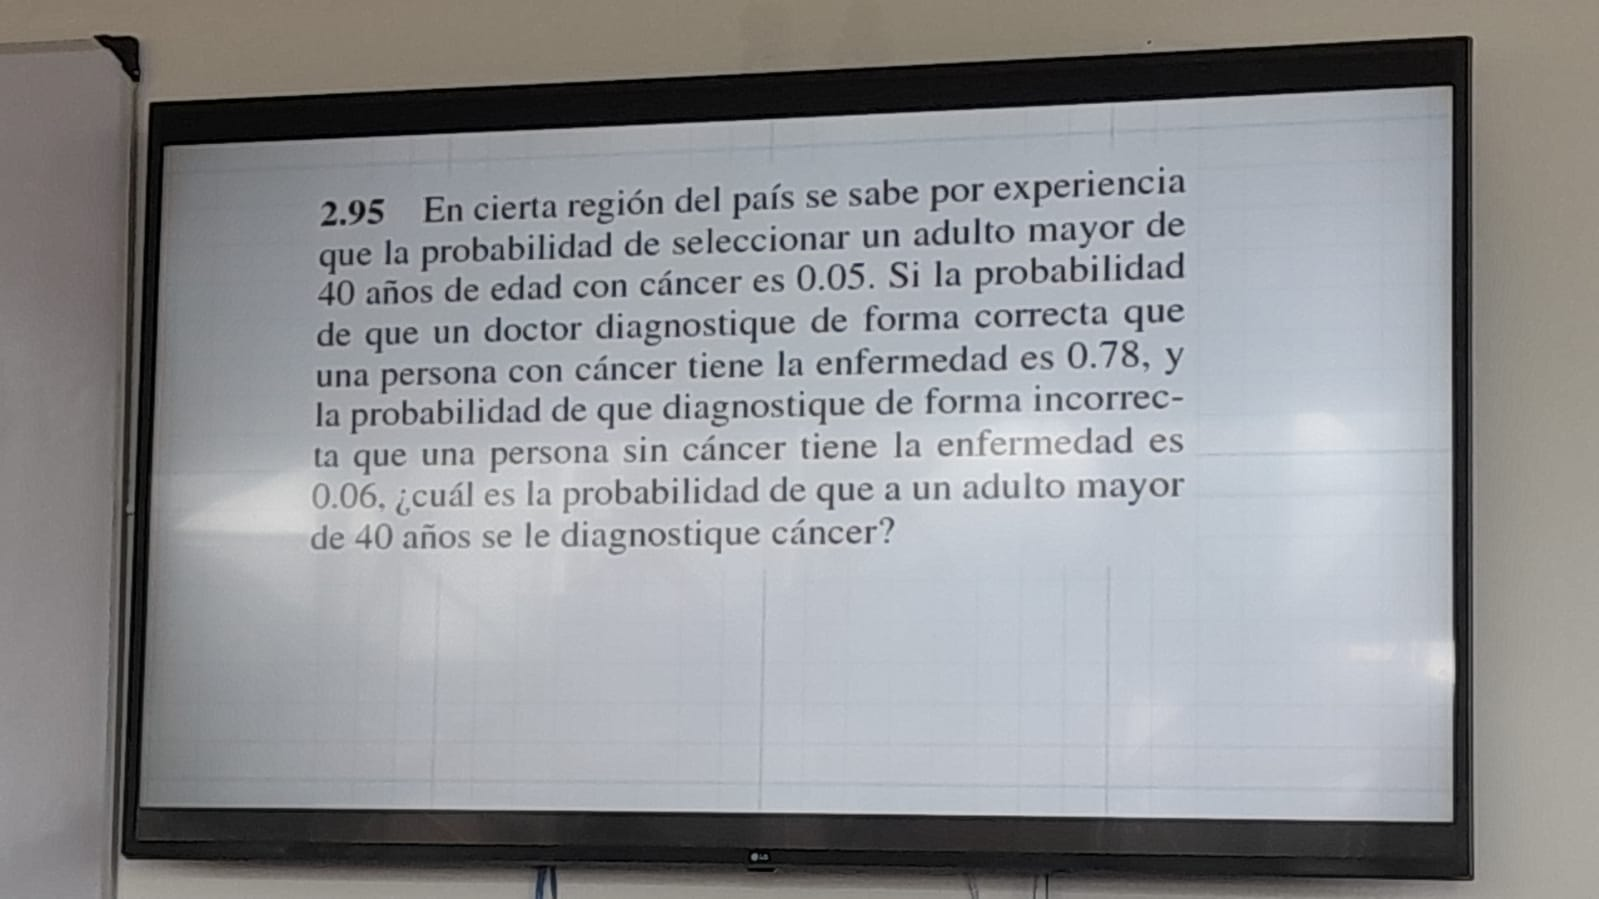 2.95 En cierta región del país se sabe por experiencia
que la probabilidad de seleccionar un adulto mayor de
40 años de edad con cáncer es 0.05. Si la probabilidad
de que un doctor diagnostique de forma correcta que
una persona con cáncer tiene la enfermedad es 0.78, y
la probabilidad de que diagnostique de forma incorrec-
ta que una persona sin cáncer tiene la enfermedad es
0.06, ¿cuál es la probabilidad de que a un adulto mayor
de 40 años se le diagnostique cáncer?
LG